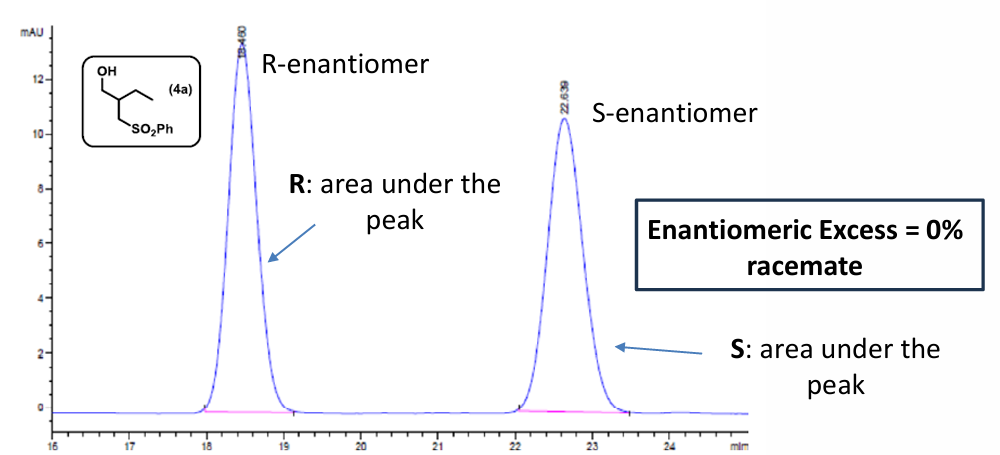 mAU
18.460
R-enantiomer
OH
(4a)
SO₂Ph
12
22.639
S-enantiomer
10
R: area under the
peak
8
Enantiomeric Excess = 0%
racemate
6
4
S: area under the
peak
2
0
16 17 18 19 20 21 22 23 24 min